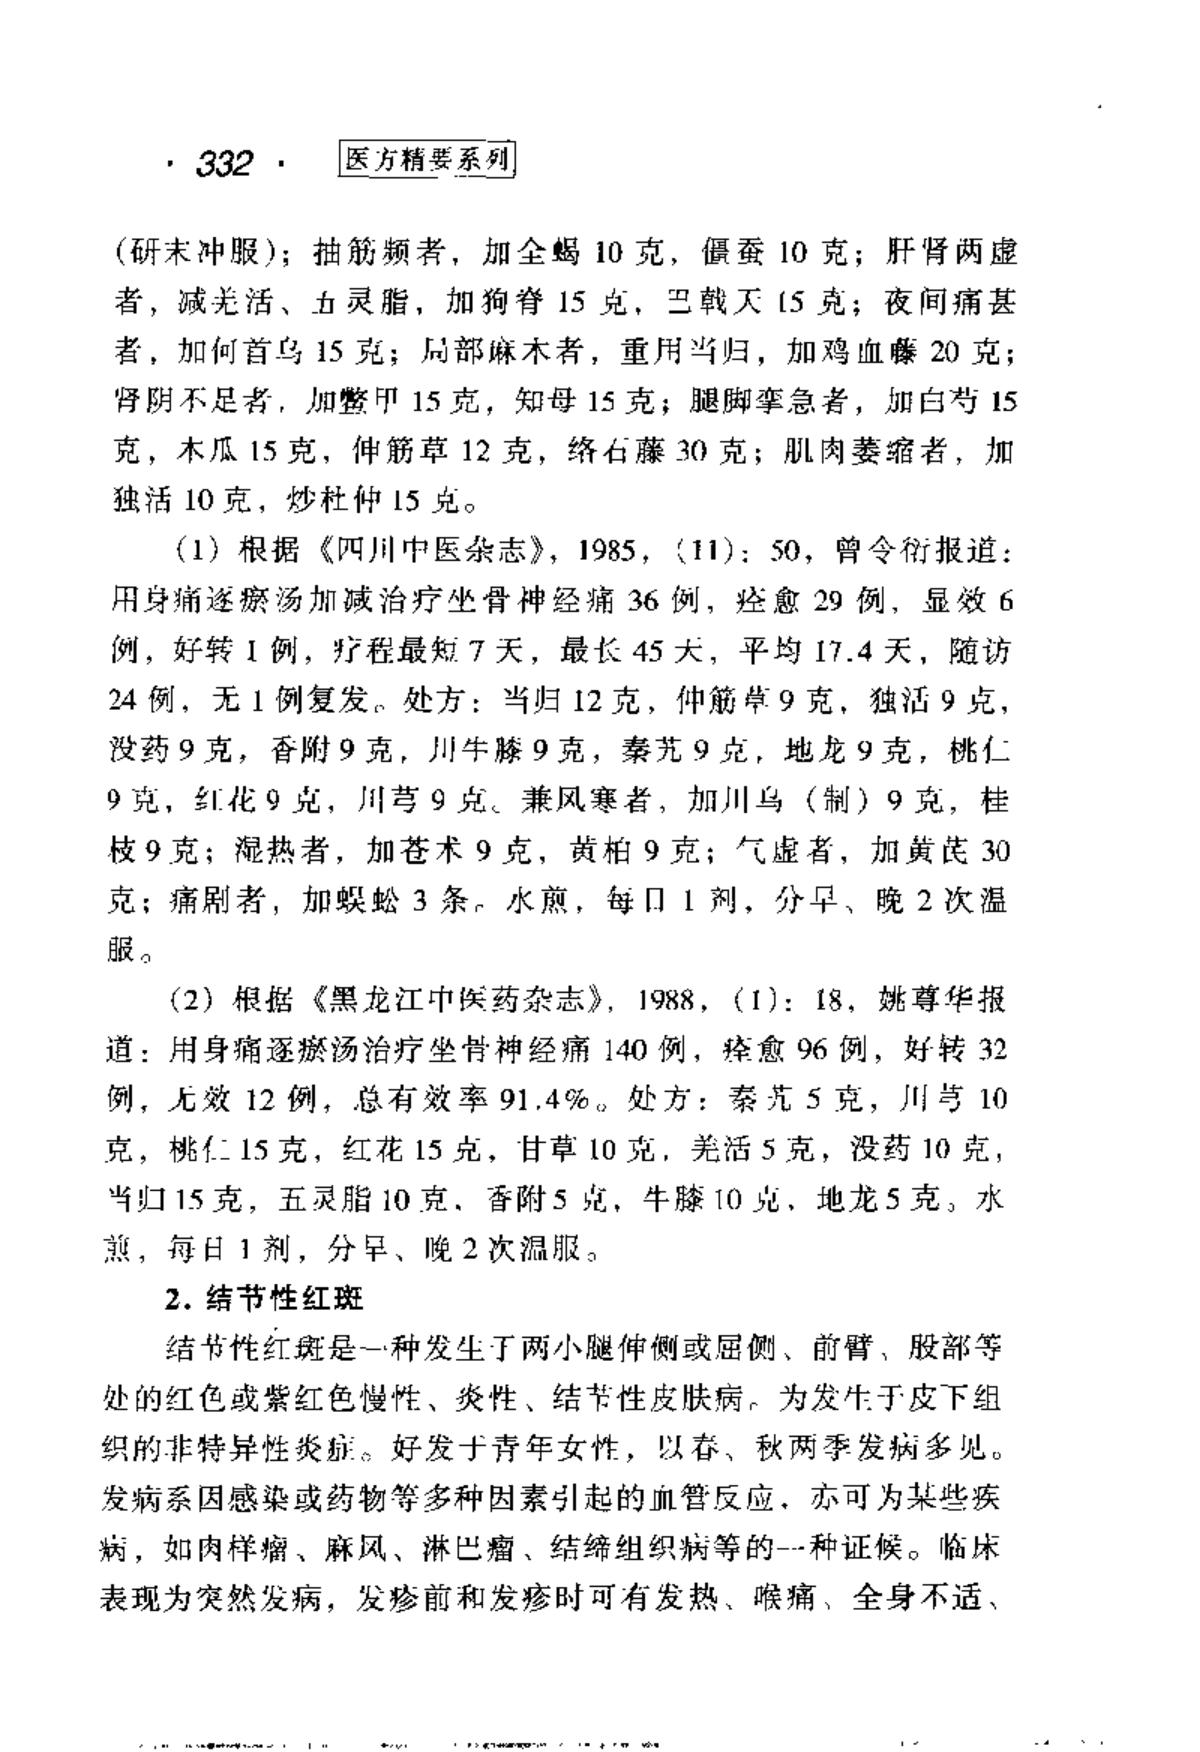 · 332 · 医方精要系列
(研末冲服)；抽筋频者，加全蝎 10 克，僵蚕 10 克；肝肾两虚
者，减羌活、五灵脂，加狗脊 15 克，巴戟天 15 克；夜间痛甚
者，加何首乌 15 克；局部麻木者，重用当归，加鸡血藤 20 克；
肾阴不足者，加鳖甲 15 克，知母 15 克；腿脚挛急者，加白芍 15
克，木瓜 15 克，伸筋草 12 克，络石藤 30 克；肌肉萎缩者，加
独活 10 克，炒杜仲 15 克。
（1）根据《四川中医杂志》，1985，（11）：50，曾令衍报道：
用身痛逐瘀汤加减治疗坐骨神经痛 36 例，痊愈 29 例，显效 6
例，好转 1 例，疗程最短 7 天，最长 45 天，平均 17.4 天，随访
24 例，无 1 例复发。处方：当归 12 克，伸筋草 9 克，独活 9 克，
没药 9 克，香附 9 克，川牛膝 9 克，秦艽 9 克，地龙 9 克，桃仁
9 克，红花 9 克，川芎 9 克。兼风寒者，加川乌（制）9 克，桂
枝 9 克；湿热者，加苍术 9 克，黄柏 9 克；气虚者，加黄芪 30
克；痛剧者，加蜈蚣 3 条。水煎，每日 1 剂，分早、晚 2 次温
服。
（2）根据《黑龙江中医药杂志》，1988，（1）：18，姚尊华报
道：用身痛逐瘀汤治疗坐骨神经痛 140 例，痊愈 96 例，好转 32
例，无效 12 例，总有效率 91.4%。处方：秦艽 5 克，川芎 10
克，桃仁 15 克，红花 15 克，甘草 10 克，羌活 5 克，没药 10 克，
当归 15 克，五灵脂 10 克，香附 5 克，牛膝 10 克，地龙 5 克。水
煎，每日 1 剂，分早、晚 2 次温服。
2. 结节性红斑
结节性红斑是一种发生于两小腿伸侧或屈侧、前臂、股部等
处的红色或紫红色慢性、炎性、结节性皮肤病。为发生于皮下组
织的非特异性炎症。好发于青年女性，以春、秋两季发病多见。
发病系因感染或药物等多种因素引起的血管反应，亦可为某些疾
病，如肉样瘤、麻风、淋巴瘤、结缔组织病等的一种证候。临床
表现为突然发病，发疹前和发疹时可有发热、喉痛、全身不适、